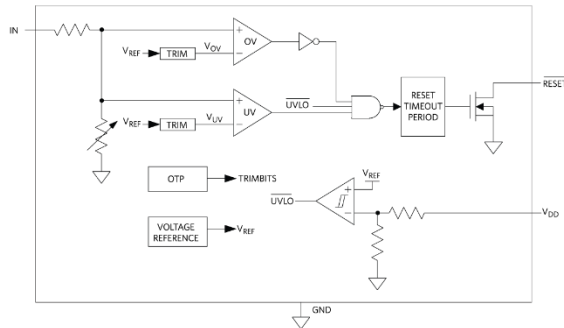 IN
V_REF
TRIM
V_OV
+
−
OV
UVLO
V_REF
TRIM
V_UV
+
−
UV
RESET
TIMEOUT
PERIOD
RESET
OTP
TRIMBITS
V_REF
UVLO
+
−
VOLTAGE
REFERENCE
V_REF
V_DD
GND